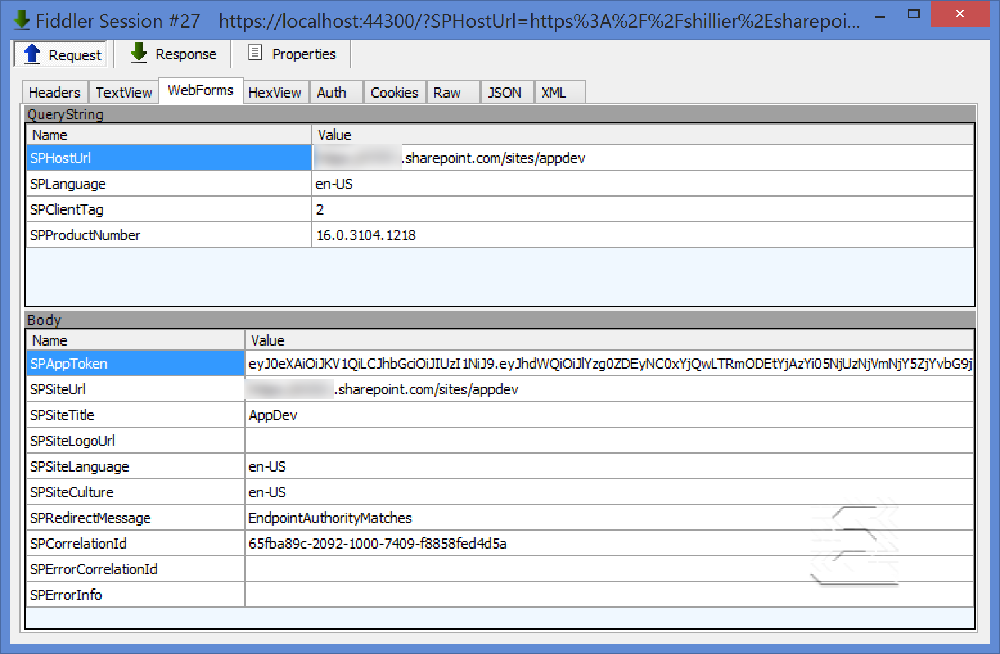 Fiddler Session #27 - https://localhost:44300/?SPHostUrl=https%3A%2F%2Fshillier%2Esharepoi...
Request Response Properties
Headers TextView WebForms HexView Auth Cookies Raw JSON XML
QueryString
Name Value
SPHostUrl .sharepoint.com/sites/appdev
SPLanguage en-US
SPClientTag 2
SPProductNumber 16.0.3104.1218
Body
Name Value
SPAppToken eyJ0eXAiOiJKV1QiLCJhbGciOiJIUzI1NiJ9.eyJhdWQiOiJlYzg0ZDEyNC0xYjQwLTRmODEtYjAzYi05NjUzNjVmNjY5ZjYvbG9j
SPSiteUrl .sharepoint.com/sites/appdev
SPSiteTitle AppDev
SPSiteLogoUrl
SPSiteLanguage en-US
SPSiteCulture en-US
SPRedirectMessage EndpointAuthorityMatches
SPCorrelationId 65fba89c-2092-1000-7409-f8858fed4d5a
SPErrorCorrelationId
SPErrorInfo